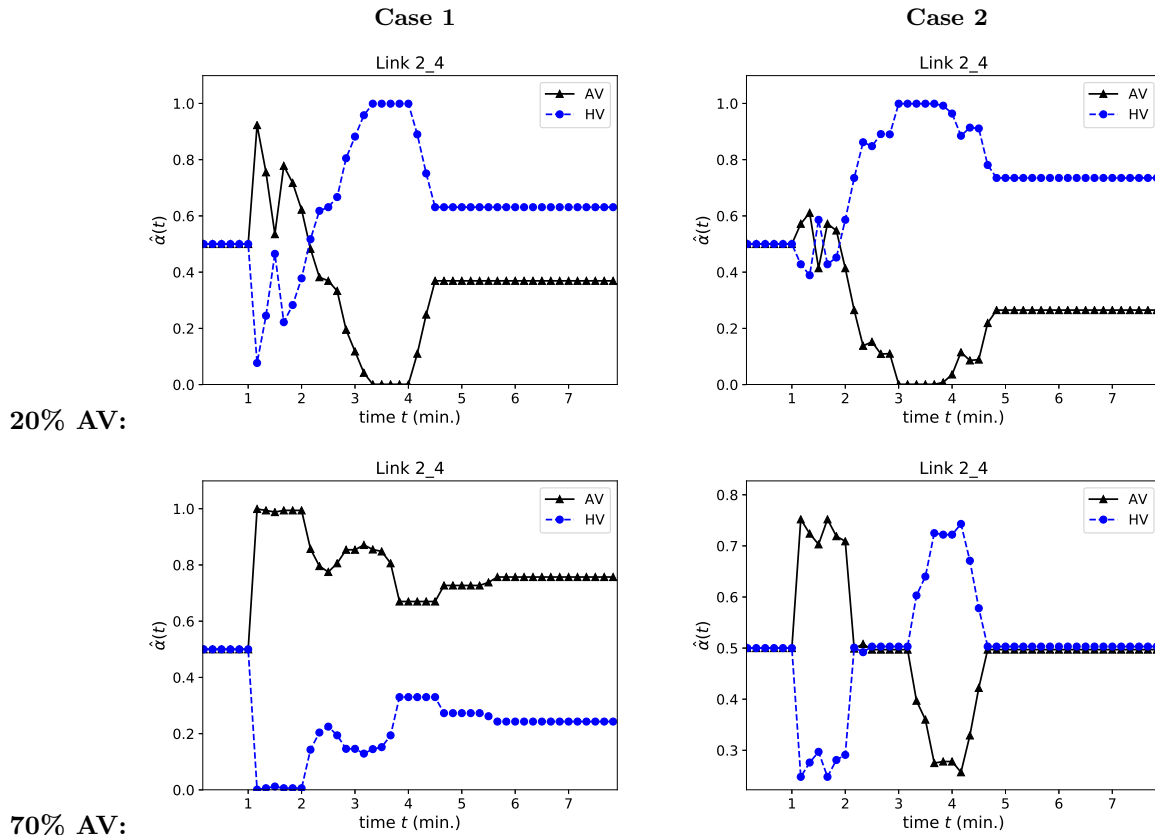 Case 1
Case 2
Link 2_4
AV
HV
1.0
0.8
0.6
0.4
0.2
0.0
α̂(t)
1 2 3 4 5 6 7
time t (min.)
Link 2_4
AV
HV
1.0
0.8
0.6
0.4
0.2
0.0
α̂(t)
1 2 3 4 5 6 7
time t (min.)
20% AV:
Link 2_4
AV
HV
1.0
0.8
0.6
0.4
0.2
0.0
α̂(t)
1 2 3 4 5 6 7
time t (min.)
Link 2_4
AV
HV
0.8
0.7
0.6
0.5
0.4
0.3
α̂(t)
1 2 3 4 5 6 7
time t (min.)
70% AV: